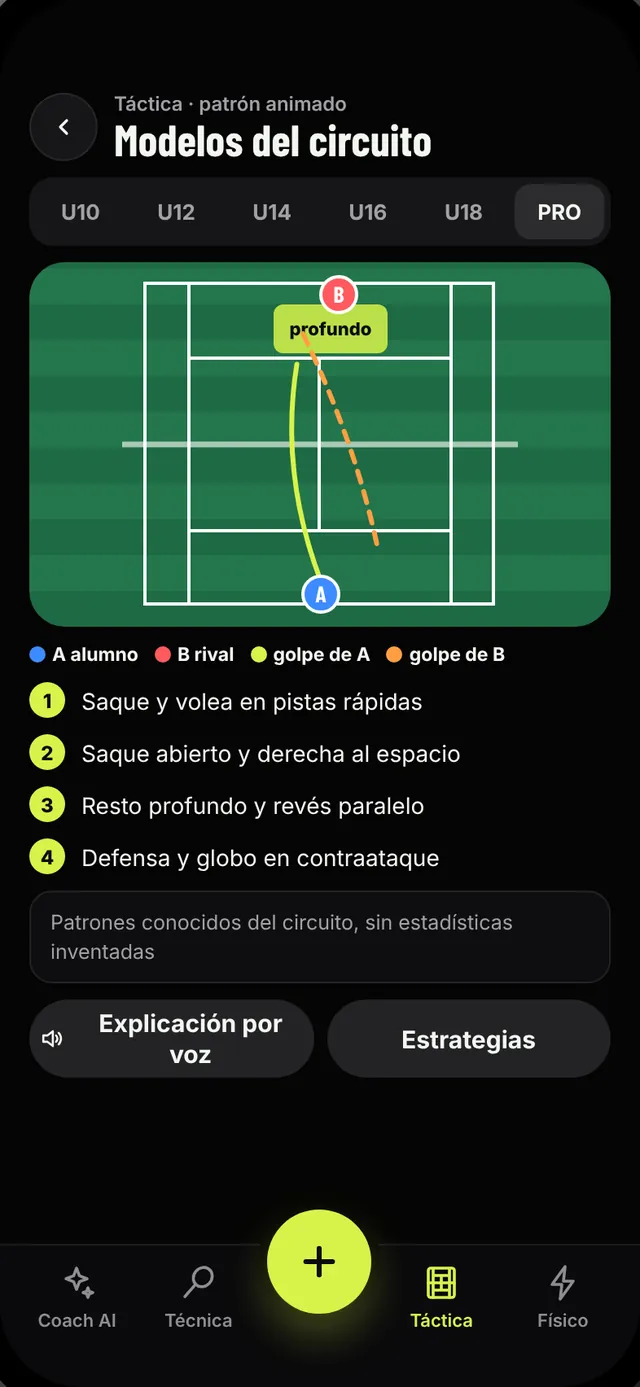 Táctica · patrón animado
Modelos del circuito
U10 U12 U14 U16 U18 PRO
B
profundo
A
A alumno B rival golpe de A golpe de B
1 Saque y volea en pistas rápidas
2 Saque abierto y derecha al espacio
3 Resto profundo y revés paralelo
4 Defensa y globo en contraataque
Patrones conocidos del circuito, sin estadísticas
inventadas
Explicación por
voz
Estrategias
Coach AI Técnica Táctica Físico